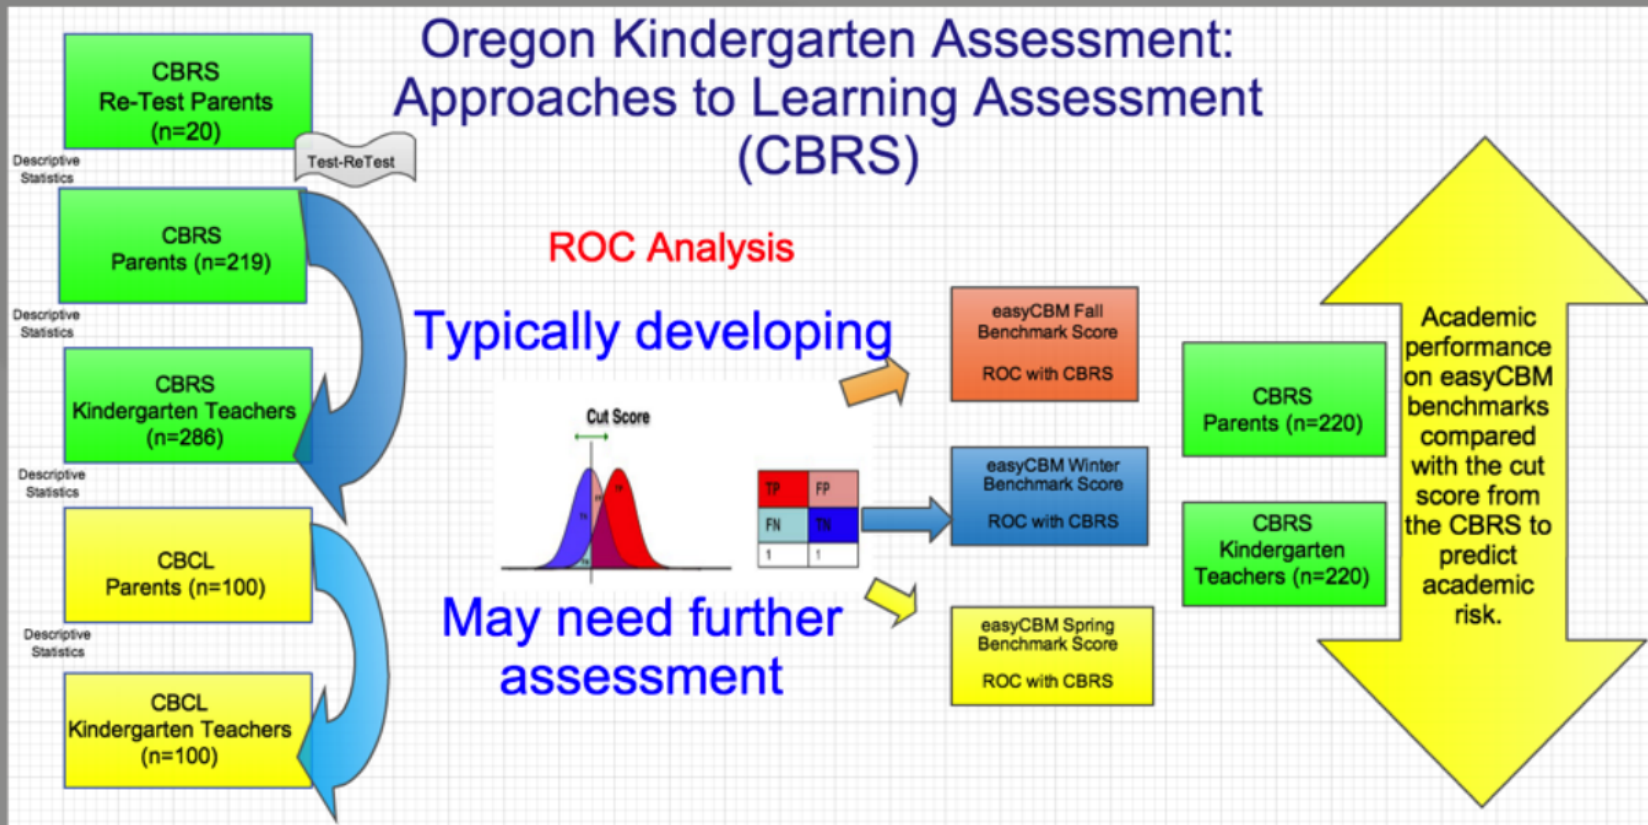 Oregon Kindergarten Assessment:
Approaches to Learning Assessment
(CBRS)
CBRS
Re-Test Parents
(n=20)
Test-ReTest
Descriptive
Statistics
CBRS
Parents (n=219)
Descriptive
Statistics
CBRS
Kindergarten Teachers
(n=286)
Descriptive
Statistics
CBCL
Parents (n=100)
Descriptive
Statistics
CBCL
Kindergarten Teachers
(n=100)
ROC Analysis
Typically developing
Cut Score
TP
TN
TP FP
FN TN
1 1
May need further
assessment
easyCBM Fall
Benchmark Score
ROC with CBRS
easyCBM Winter
Benchmark Score
ROC with CBRS
easyCBM Spring
Benchmark Score
ROC with CBRS
CBRS
Parents (n=220)
CBRS
Kindergarten
Teachers (n=220)
Academic
performance
on easyCBM
benchmarks
compared
with the cut
score from
the CBRS to
predict
academic
risk.